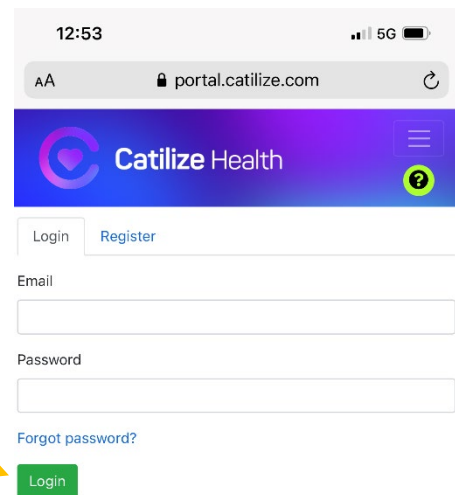 12:53 5G
AA portal.catilize.com
Catilize Health
?
Login Register
Email
Password
Forgot password?
Login